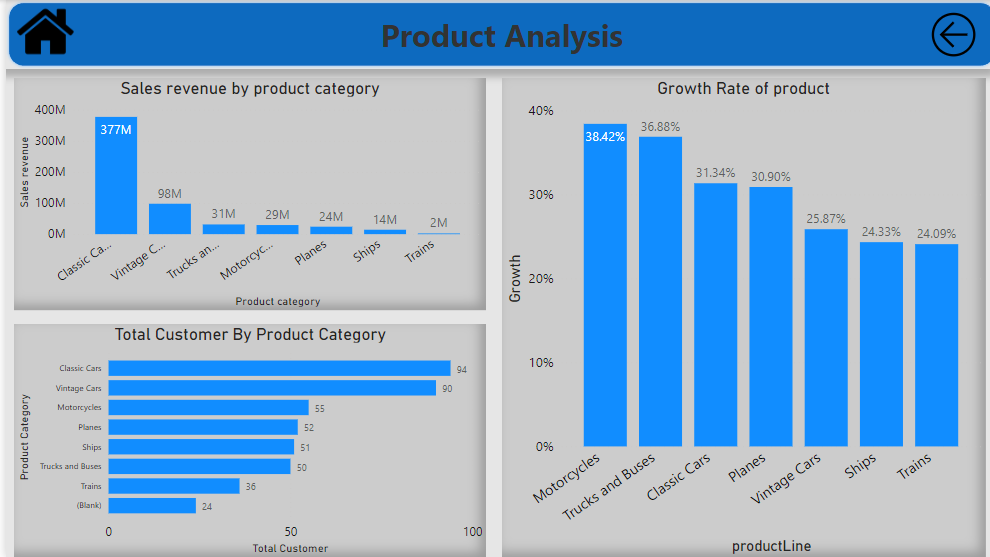 Product Analysis
Sales revenue by product category
Sales revenue
400M
300M
200M
100M
0M
377M
98M
31M
29M
24M
14M
2M
Classic Ca...
Vintage C...
Trucks an...
Motorcyc...
Planes
Ships
Trains
Product category
Total Customer By Product Category
Product Category
Classic Cars 94
Vintage Cars 90
Motorcycles 55
Planes 52
Ships 51
Trucks and Buses 50
Trains 36
(Blank) 24
0 50 100
Total Customer
Growth Rate of product
Growth
40%
30%
20%
10%
0%
38.42%
36.88%
31.34%
30.90%
25.87%
24.33%
24.09%
Motorcycles
Trucks and Buses
Classic Cars
Planes
Vintage Cars
Ships
Trains
productLine